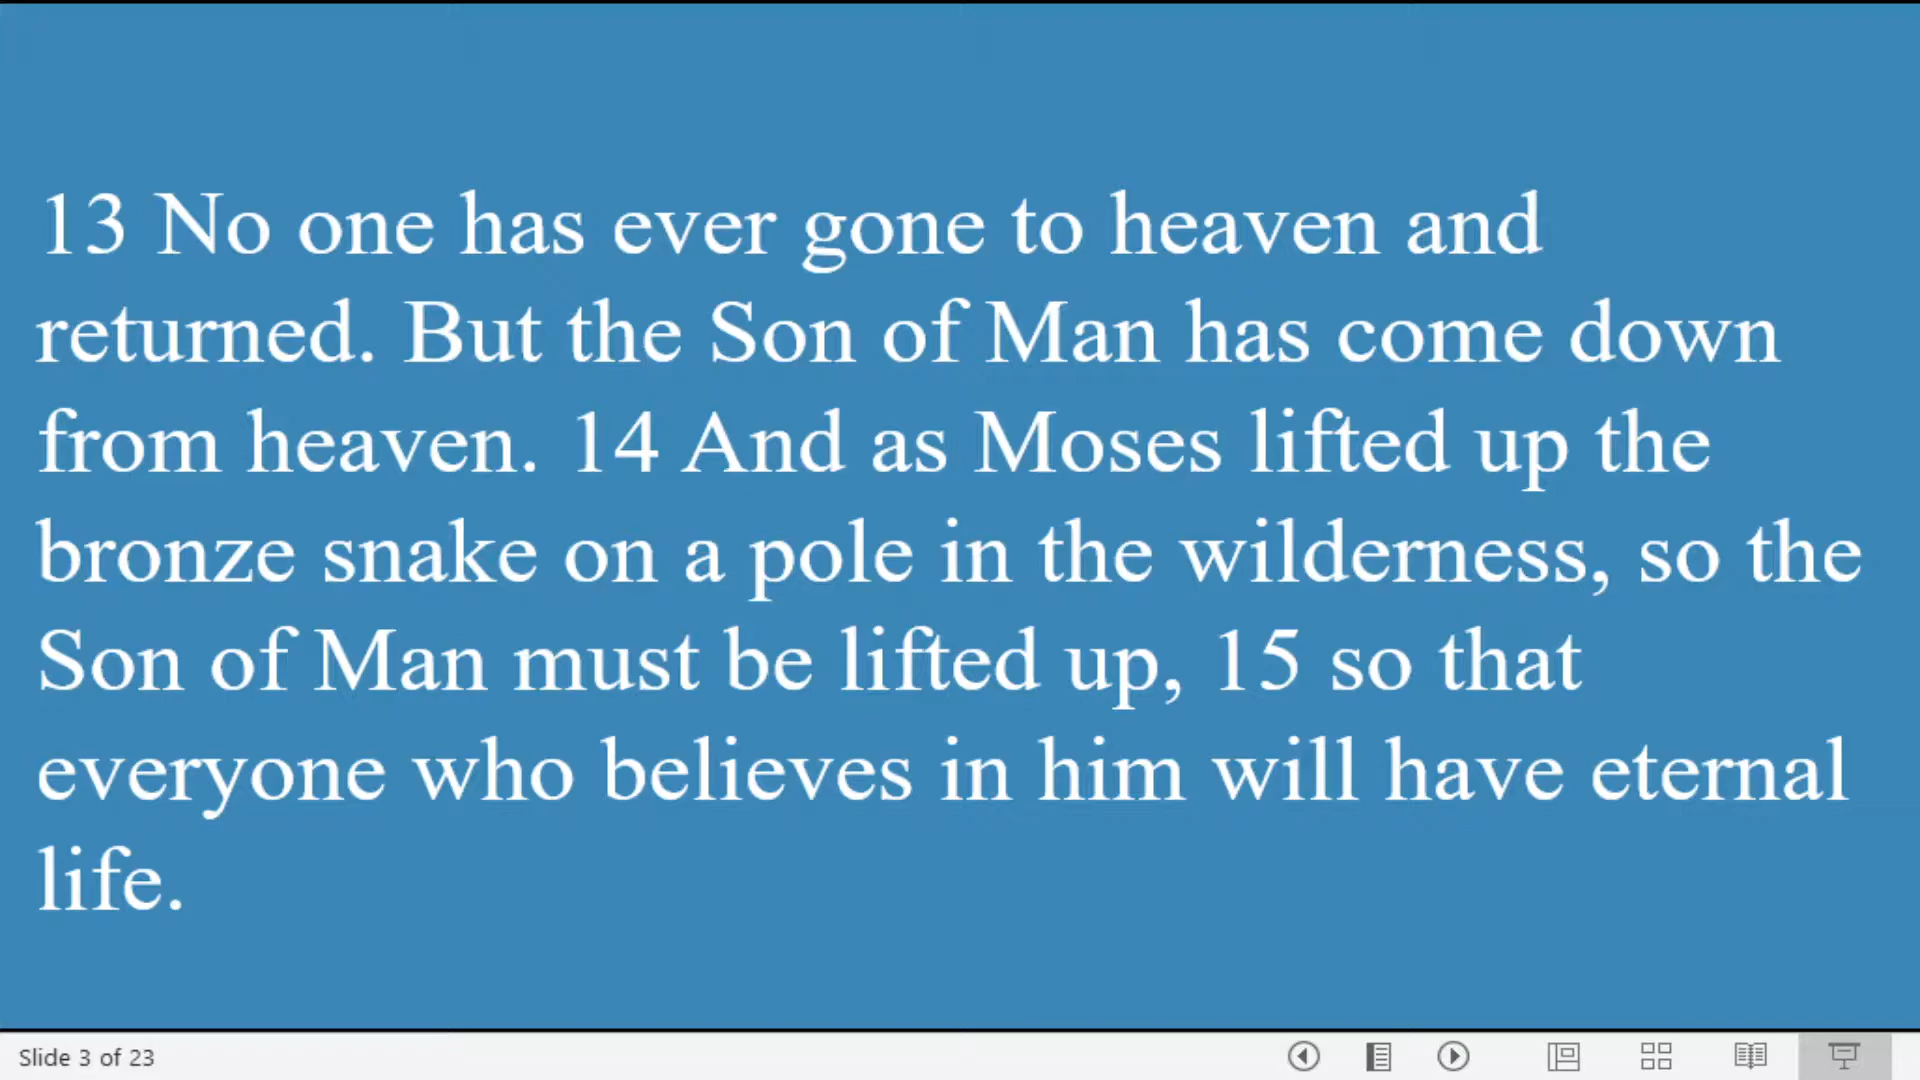 13 No one has ever gone to heaven and
returned. But the Son of Man has come down
from heaven. 14 And as Moses lifted up the
bronze snake on a pole in the wilderness, so the
Son of Man must be lifted up, 15 so that
everyone who believes in him will have eternal
life.
Slide 3 of 23